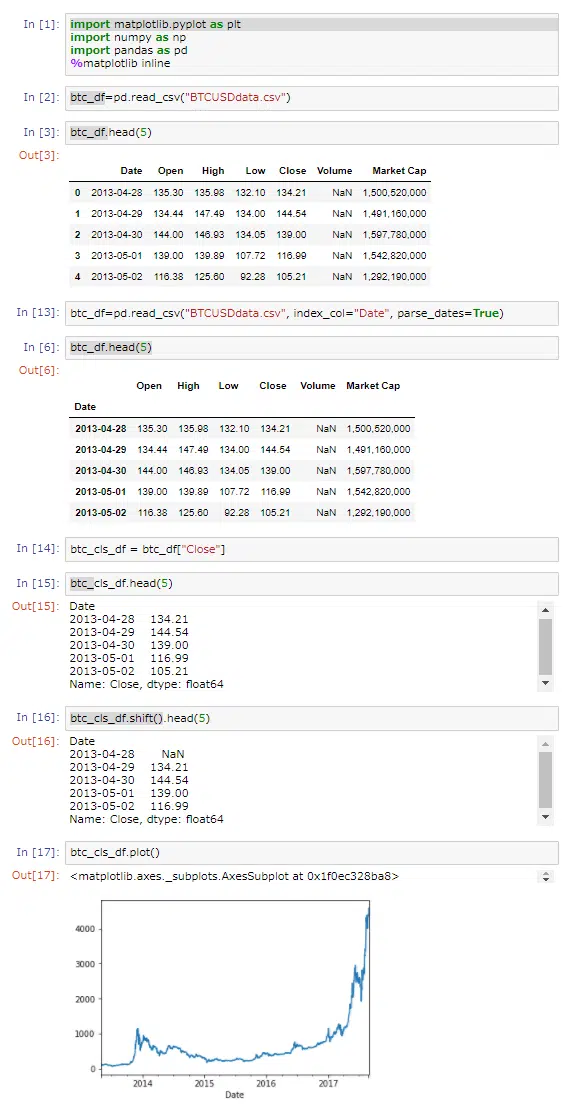 In [1]: import matplotlib.pyplot as plt
import numpy as np
import pandas as pd
%matplotlib inline
In [2]: btc_df=pd.read_csv("BTCUSDdata.csv")
In [3]: btc_df.head(5)
Out[3]:
Date Open High Low Close Volume Market Cap
0 2013-04-28 135.30 135.98 132.10 134.21 NaN 1,500,520,000
1 2013-04-29 134.44 147.49 134.00 144.54 NaN 1,491,160,000
2 2013-04-30 144.00 146.93 134.05 139.00 NaN 1,597,780,000
3 2013-05-01 139.00 139.89 107.72 116.99 NaN 1,542,820,000
4 2013-05-02 116.38 125.60 92.28 105.21 NaN 1,292,190,000
In [13]: btc_df=pd.read_csv("BTCUSDdata.csv", index_col="Date", parse_dates=True)
In [6]: btc_df.head(5)
Out[6]:
Open High Low Close Volume Market Cap
Date
2013-04-28 135.30 135.98 132.10 134.21 NaN 1,500,520,000
2013-04-29 134.44 147.49 134.00 144.54 NaN 1,491,160,000
2013-04-30 144.00 146.93 134.05 139.00 NaN 1,597,780,000
2013-05-01 139.00 139.89 107.72 116.99 NaN 1,542,820,000
2013-05-02 116.38 125.60 92.28 105.21 NaN 1,292,190,000
In [14]: btc_cls_df = btc_df["Close"]
In [15]: btc_cls_df.head(5)
Out[15]: Date
2013-04-28 134.21
2013-04-29 144.54
2013-04-30 139.00
2013-05-01 116.99
2013-05-02 105.21
Name: Close, dtype: float64
In [16]: btc_cls_df.shift().head(5)
Out[16]: Date
2013-04-28 NaN
2013-04-29 134.21
2013-04-30 144.54
2013-05-01 139.00
2013-05-02 116.99
Name: Close, dtype: float64
In [17]: btc_cls_df.plot()
Out[17]: <matplotlib.axes._subplots.AxesSubplot at 0x1f0ec328ba8>
4000
3000
2000
1000
0
2014 2015 2016 2017
Date